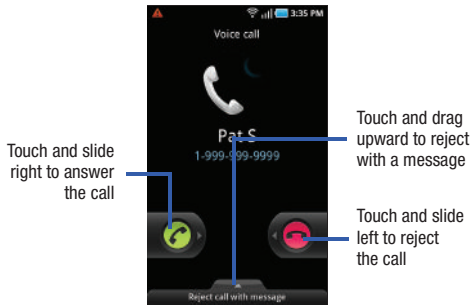 3:35 PM
Voice call
Pat S
1-999-999-9999
Touch and slide
right to answer
the call
Touch and drag
upward to reject
with a message
Touch and slide
left to reject
the call
Reject call with message